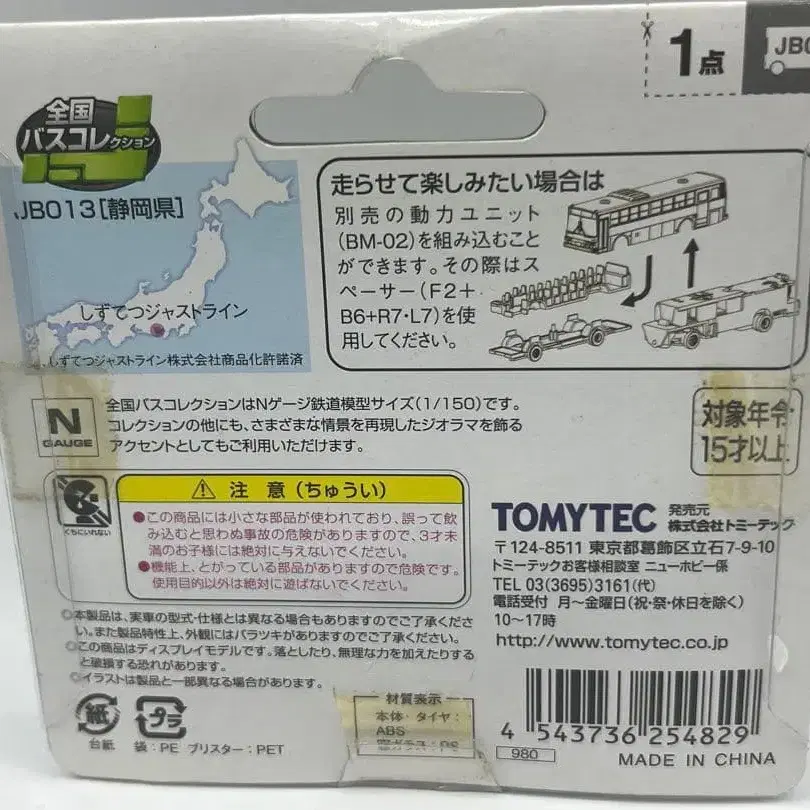 全国
バスコレクション
JB013[静岡県]
しずてつジャストライン
しずてつジャストライン株式会社商品化許諾済
1点
走らせて楽しみたい場合は
別売の動力ユニット
(BM-02)を組み込むこと
ができます。その際はス
ペーサー(F2+
B6+R7・L7)を使
用してください。
N
GAUGE
全国バスコレクションはNゲージ鉄道模型サイズ(1/150)です。
コレクションの他にも、さまざまな情景を再現したジオラマを飾る
アクセントとしてもご利用いただけます。
対象年令
15才以上
くちにいれない
⚠ 注意(ちゅうい)
●この商品には小さな部品が使われており、誤って飲
み込むと思わぬ事故の危険がありますので、3才未
満のお子様には絶対に与えないでください。
●機能上、とがっている部品がありますので危険です。
使用目的以外は絶対に遊ばないでください。
◎本製品は、実車の型式・仕様とは異なる場合もありますのでご了承くださ
い。また製品特性上、外観にはバラツキがありますのでご了承ください。
◎この商品はディスプレイモデルです。落としたり、無理な力を加えたりする
と破損する恐れがあります。
◎イラストは製品と一部異なる場合があります。
紙
台紙
プラ
袋:PE ブリスター:PET
材質表示
本体・タイヤ:
ABS
TOMYTEC 発売元
株式会社トミーテック
〒124-8511 東京都葛飾区立石7-9-10
トミーテックお客様相談室 ニューホビー係
TEL 03(3695)3161(代)
電話受付 月~金曜日(祝・祭・休日を除く)
10~17時
http://www.tomytec.co.jp
4 543736 254829
980
MADE IN CHINA